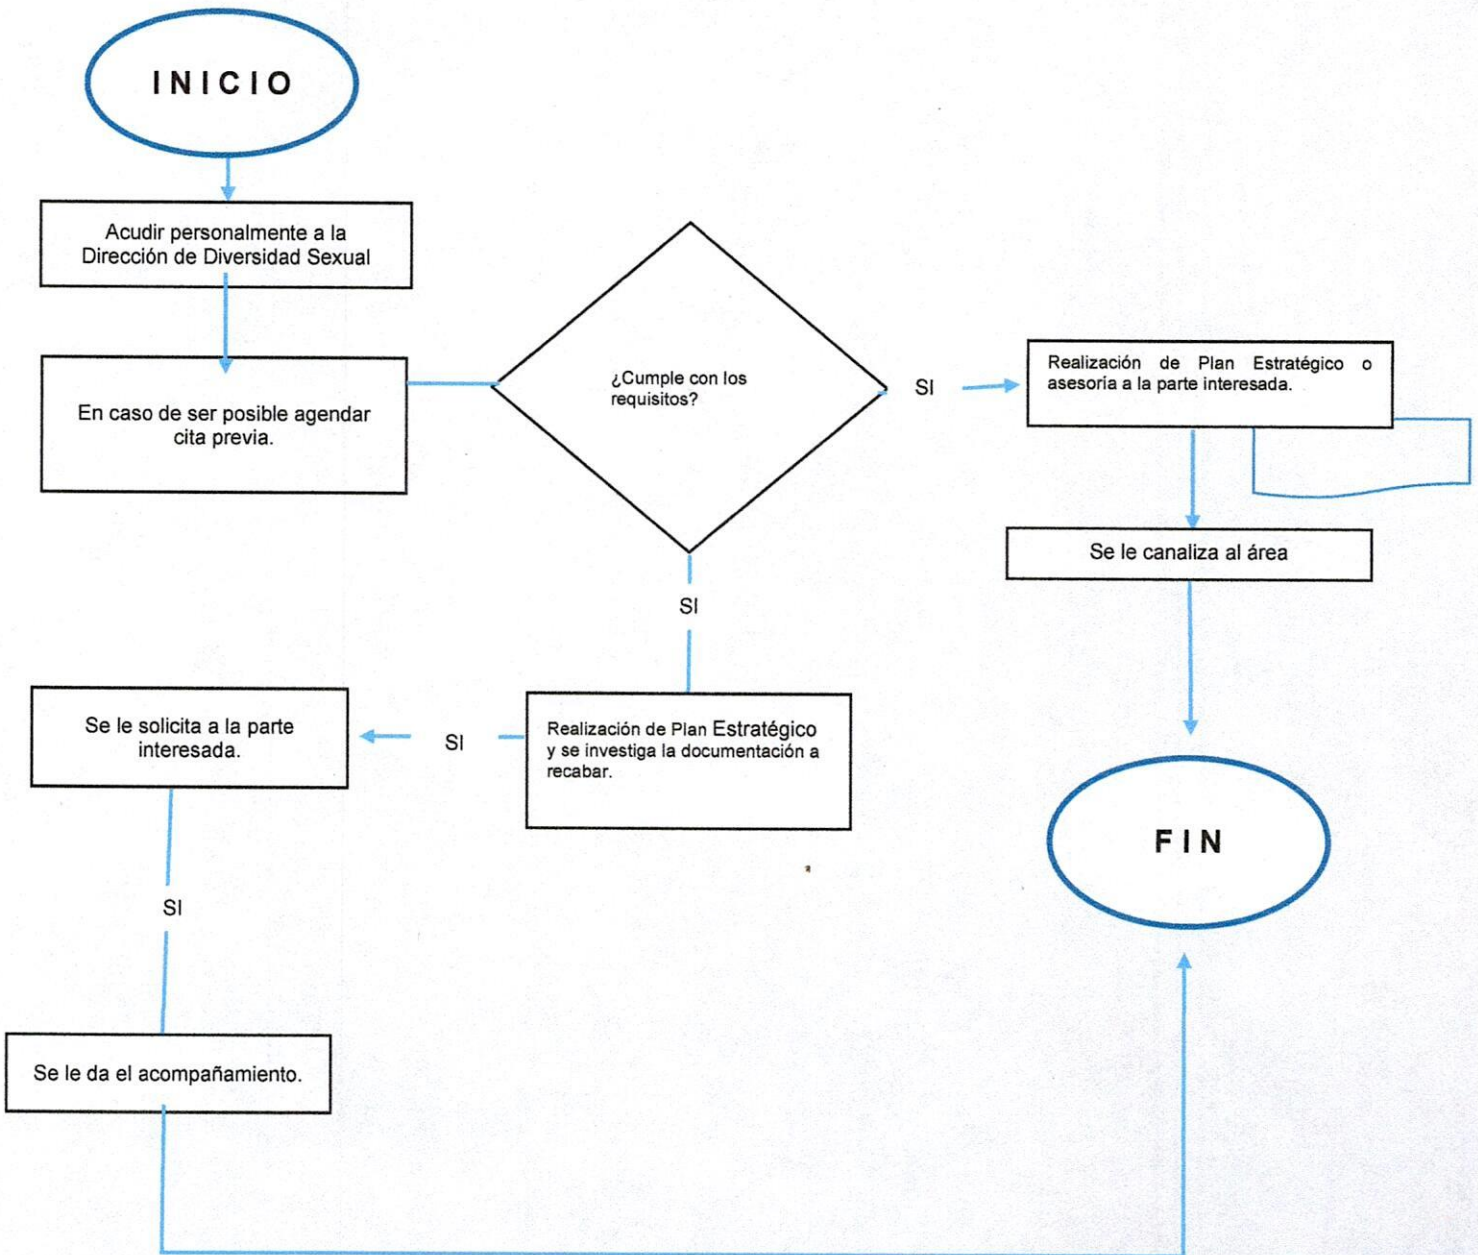 INICIO
Acudir personalmente a la
Dirección de Diversidad Sexual
En caso de ser posible agendar
cita previa.
¿Cumple con los
requisitos?
SI
Realización de Plan Estratégico o
asesoría a la parte interesada.
Se le canaliza al área
SI
Realización de Plan Estratégico
y se investiga la documentación a
recabar.
SI
Se le solicita a la parte
interesada.
SI
Se le da el acompañamiento.
FIN